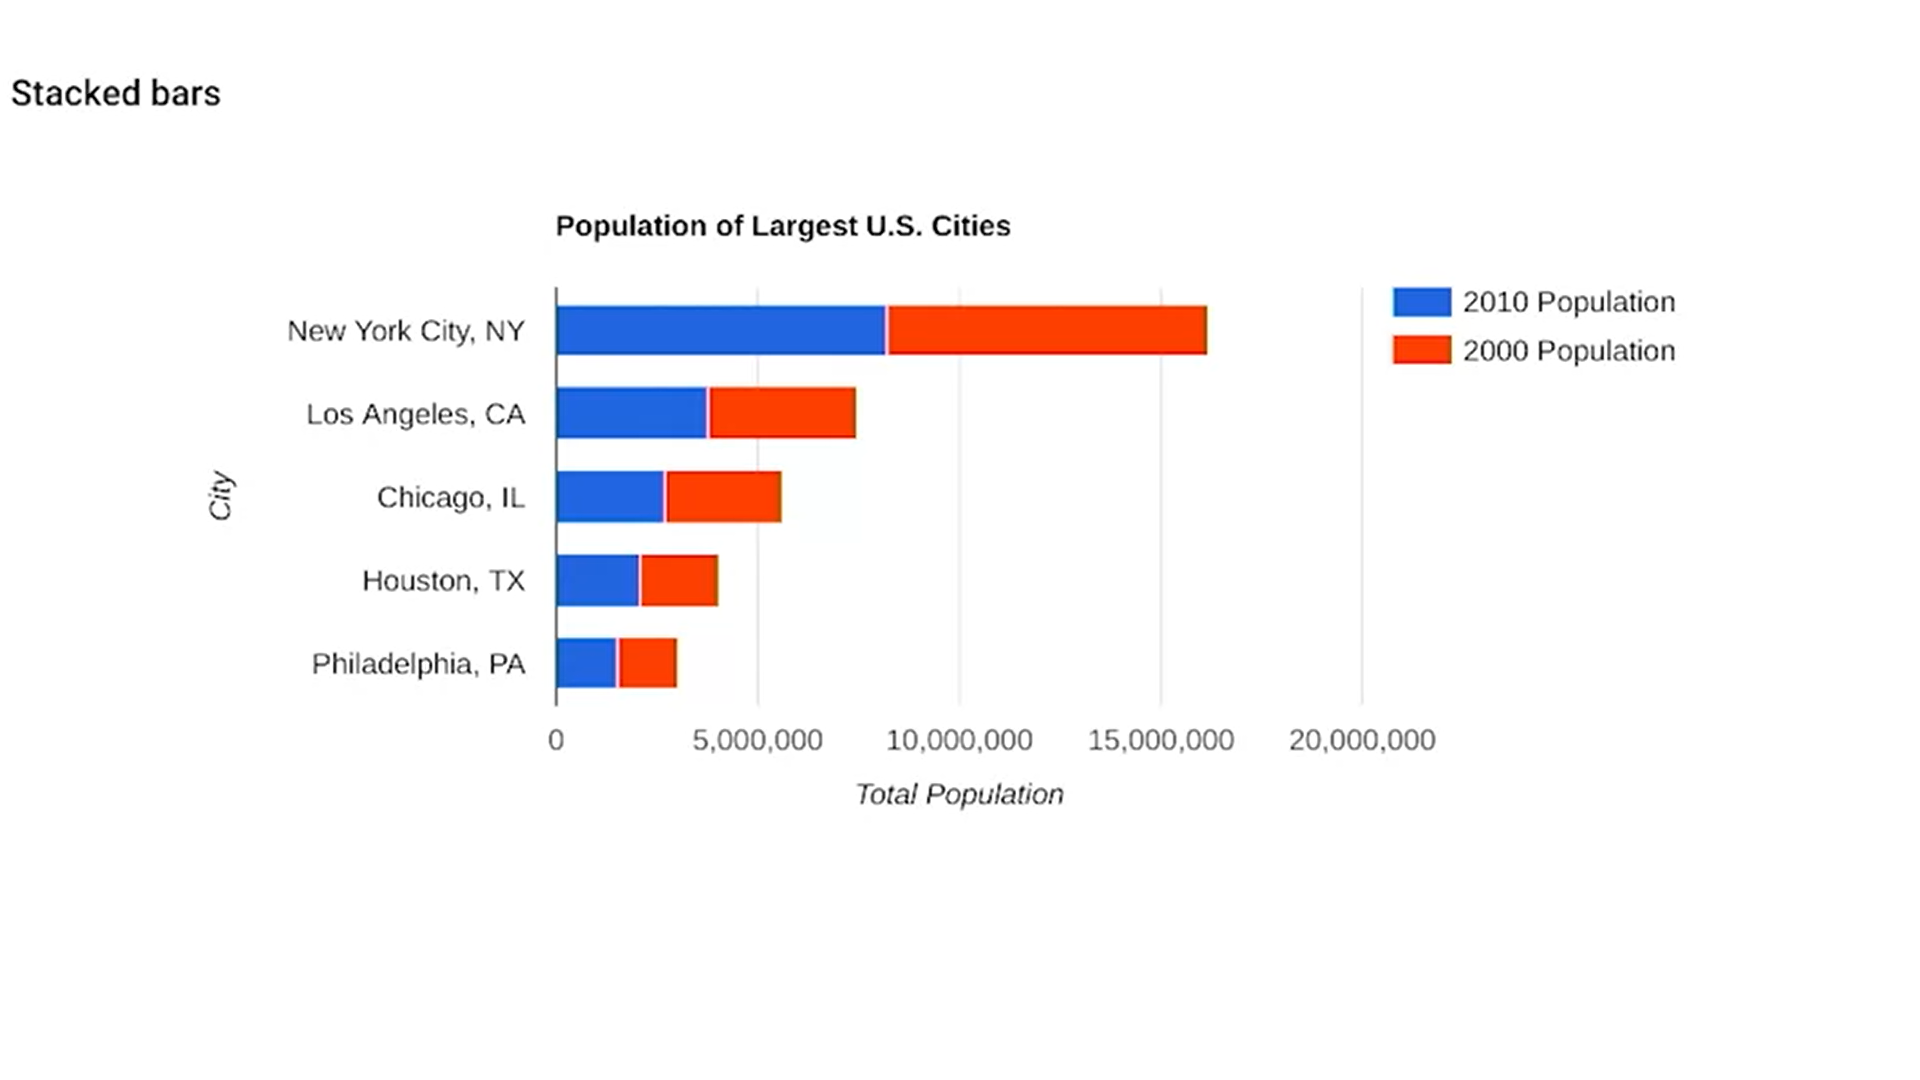 Stacked bars
Population of Largest U.S. Cities
New York City, NY
Los Angeles, CA
Chicago, IL
Houston, TX
Philadelphia, PA
City
0 5,000,000 10,000,000 15,000,000 20,000,000
Total Population
2010 Population
2000 Population